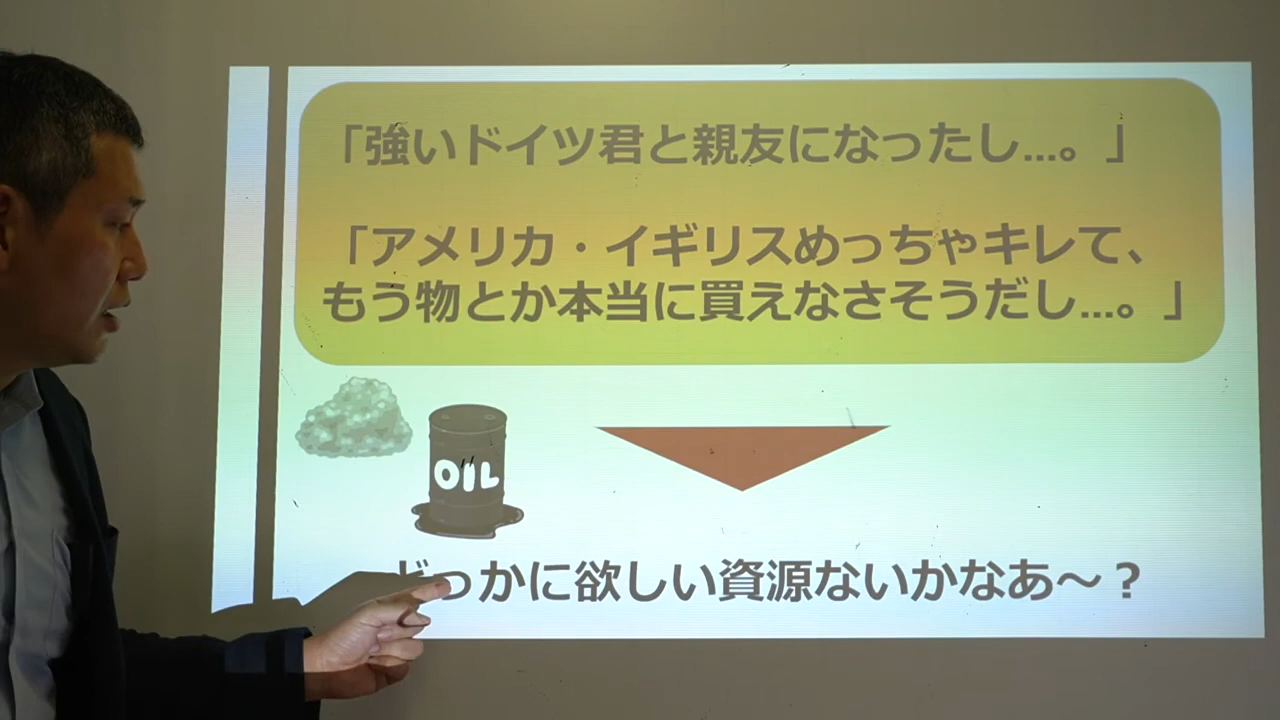 「強いドイツ君と親友になったし…。」
「アメリカ・イギリスめっちゃキレて、
もう物とか本当に買えなさそうだし…。」
OIL
どっかに欲しい資源ないかなあ～？